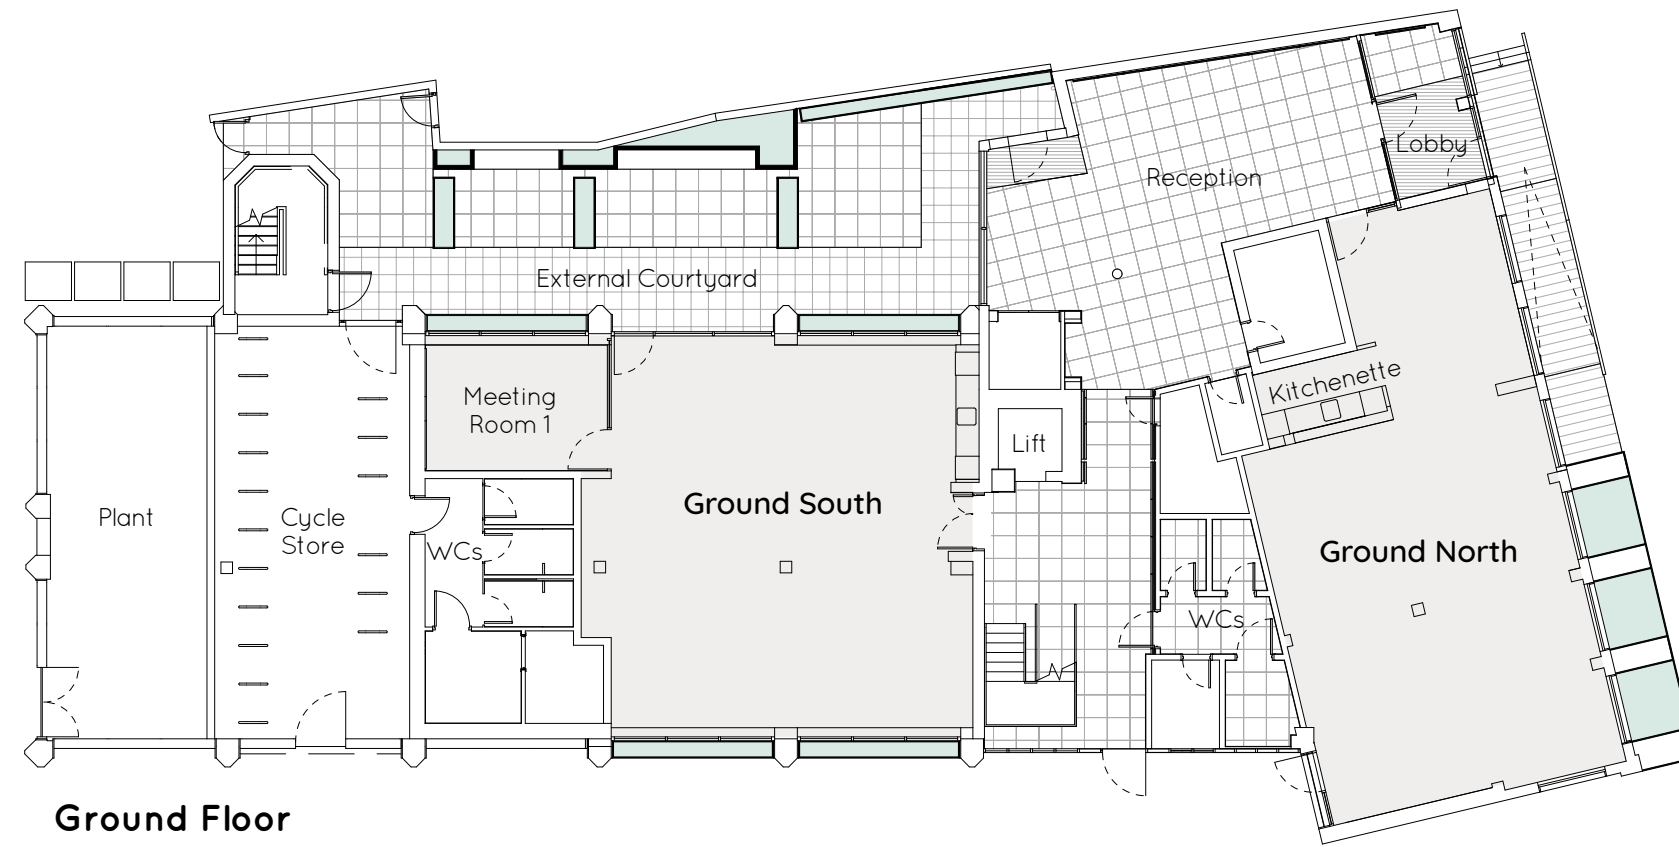 Lobby
Reception
External Courtyard
Kitchenette
Meeting
Room 1
Lift
Ground South
Plant
Cycle
Store
WCs
Ground North
WCs
Ground Floor